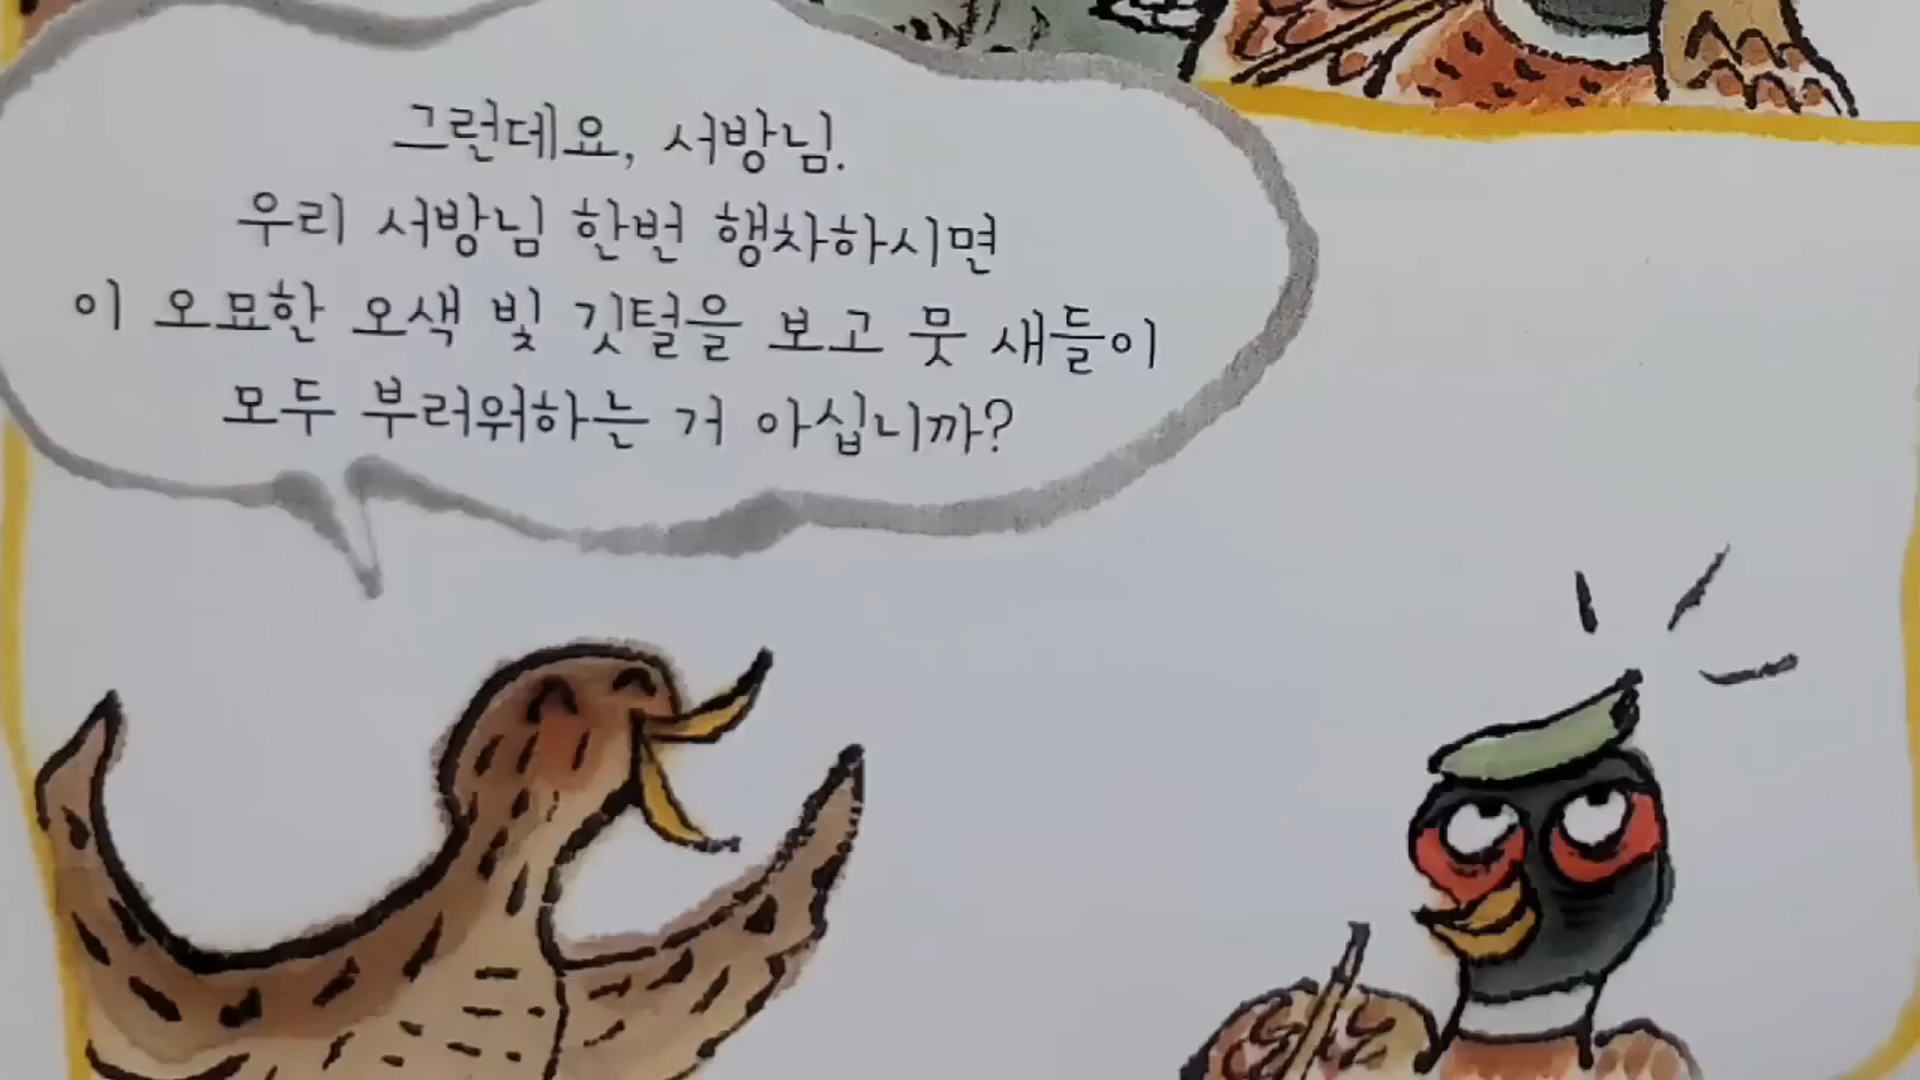 그런데요, 서방님.
우리 서방님 한번 행차하시면
이 오묘한 오색 빛 깃털을 보고 뭇 새들이
모두 부러워하는 거 아십니까?